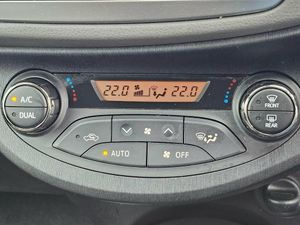 22.0 22.0
A/C
DUAL
FRONT
REAR
AUTO
OFF